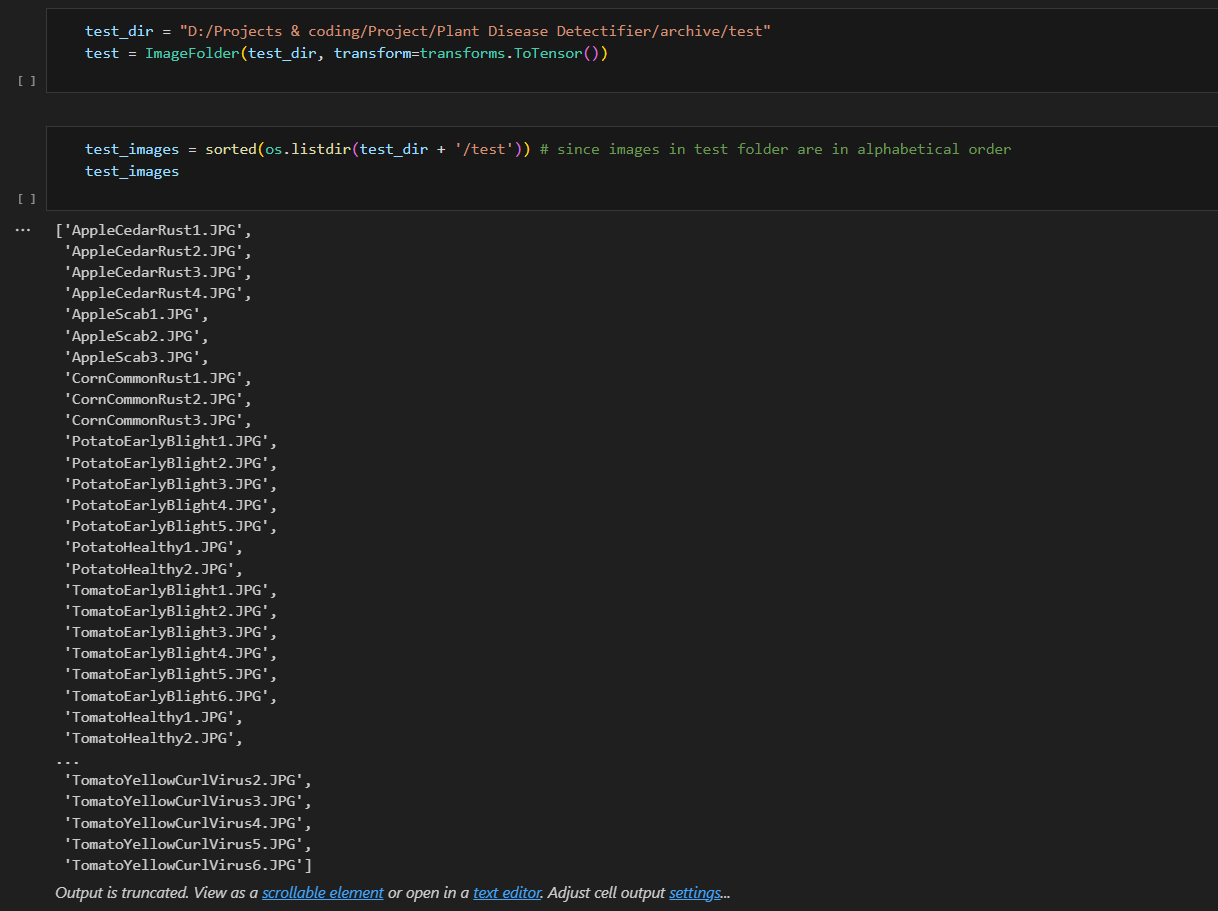 test_dir = "D:/Projects & coding/Project/Plant Disease Detectifier/archive/test"
test = ImageFolder(test_dir, transform=transforms.ToTensor())
[ ]
test_images = sorted(os.listdir(test_dir + '/test')) # since images in test folder are in alphabetical order
test_images
[ ]
... ['AppleCedarRust1.JPG',
'AppleCedarRust2.JPG',
'AppleCedarRust3.JPG',
'AppleCedarRust4.JPG',
'AppleScab1.JPG',
'AppleScab2.JPG',
'AppleScab3.JPG',
'CornCommonRust1.JPG',
'CornCommonRust2.JPG',
'CornCommonRust3.JPG',
'PotatoEarlyBlight1.JPG',
'PotatoEarlyBlight2.JPG',
'PotatoEarlyBlight3.JPG',
'PotatoEarlyBlight4.JPG',
'PotatoEarlyBlight5.JPG',
'PotatoHealthy1.JPG',
'PotatoHealthy2.JPG',
'TomatoEarlyBlight1.JPG',
'TomatoEarlyBlight2.JPG',
'TomatoEarlyBlight3.JPG',
'TomatoEarlyBlight4.JPG',
'TomatoEarlyBlight5.JPG',
'TomatoEarlyBlight6.JPG',
'TomatoHealthy1.JPG',
'TomatoHealthy2.JPG',
...
'TomatoYellowCurlVirus2.JPG',
'TomatoYellowCurlVirus3.JPG',
'TomatoYellowCurlVirus4.JPG',
'TomatoYellowCurlVirus5.JPG',
'TomatoYellowCurlVirus6.JPG']
Output is truncated. View as a scrollable element or open in a text editor. Adjust cell output settings...